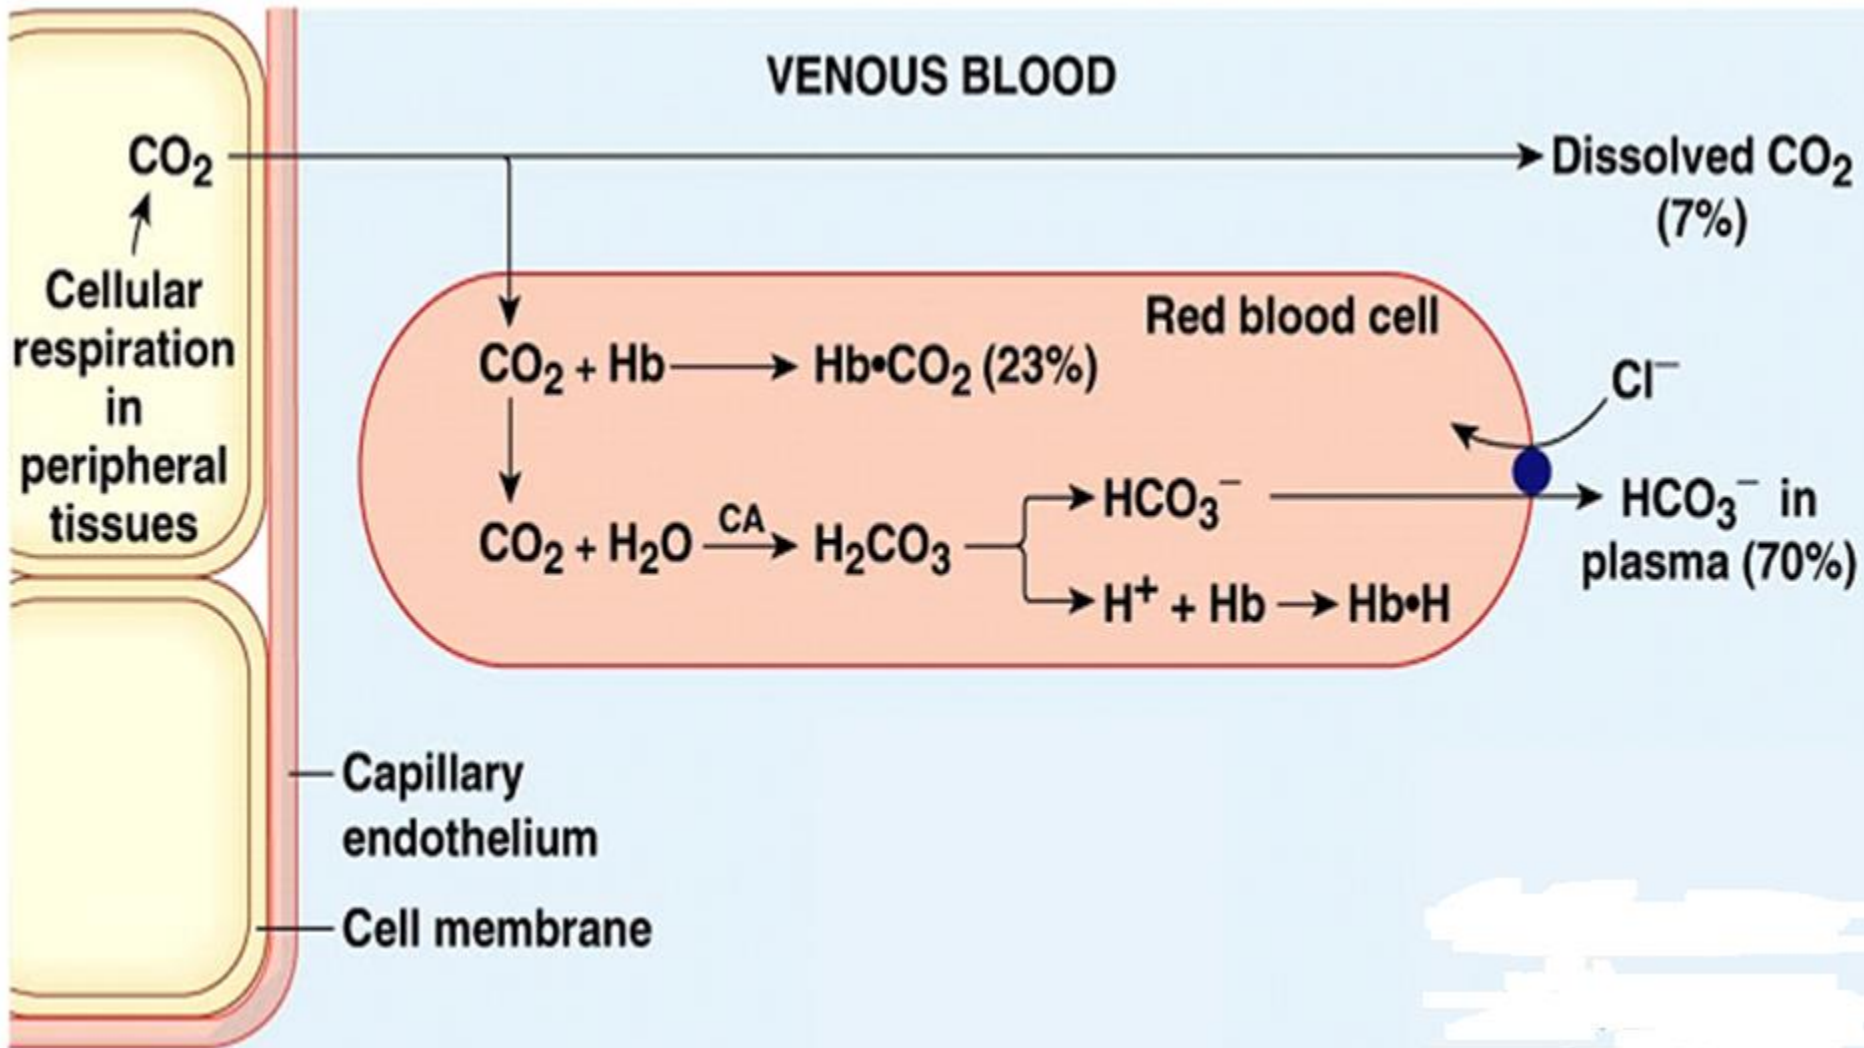 VENOUS BLOOD
CO₂
Dissolved CO₂
(7%)
Cellular
respiration
in
peripheral
tissues
Red blood cell
CO₂ + Hb → Hb•CO₂ (23%)
Cl⁻
CO₂ + H₂O CA → H₂CO₃
HCO₃⁻ → HCO₃⁻ in
plasma (70%)
H⁺ + Hb → Hb•H
Capillary
endothelium
Cell membrane